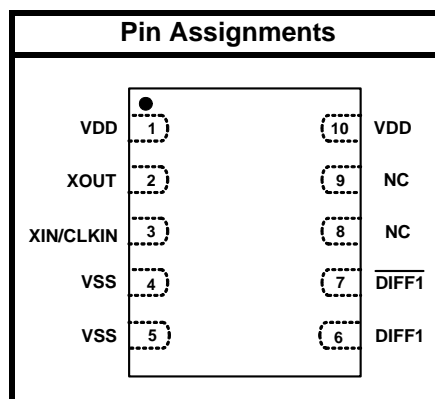 Pin Assignments
VDD 1 10 VDD
XOUT 2 9 NC
XIN/CLKIN 3 8 NC
VSS 4 7 DIFF1
VSS 5 6 DIFF1